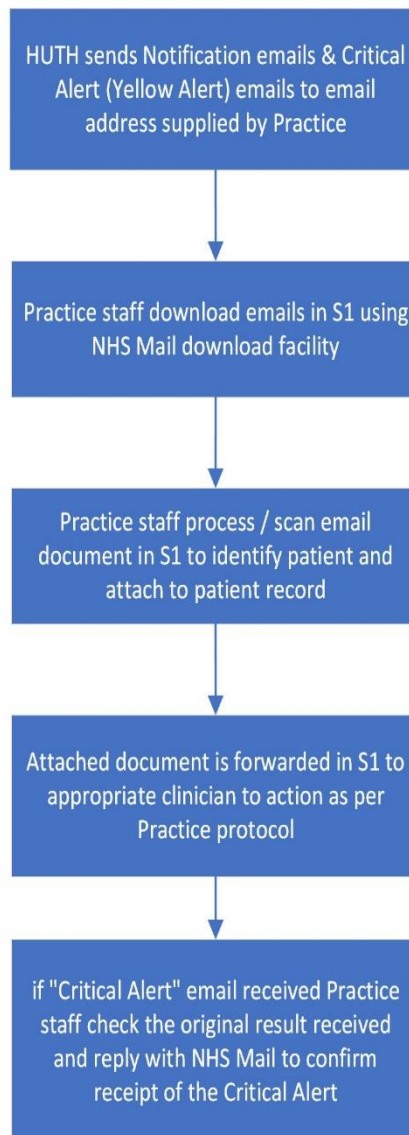 HUTH sends Notification emails & Critical
Alert (Yellow Alert) emails to email
address supplied by Practice
Practice staff download emails in S1 using
NHS Mail download facility
Practice staff process / scan email
document in S1 to identify patient and
attach to patient record
Attached document is forwarded in S1 to
appropriate clinician to action as per
Practice protocol
if "Critical Alert" email received Practice
staff check the original result received
and reply with NHS Mail to confirm
receipt of the Critical Alert